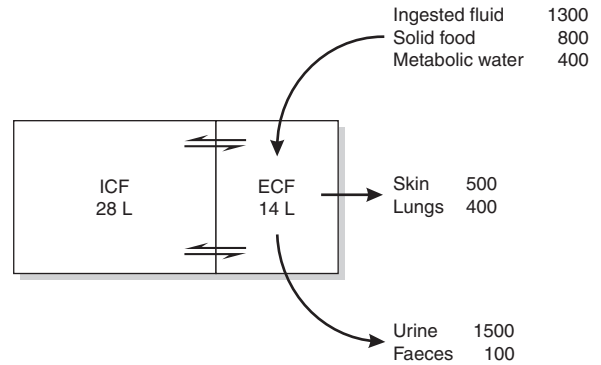 Ingested fluid 1300
Solid food 800
Metabolic water 400
ICF
28 L
ECF
14 L
Skin 500
Lungs 400
Urine 1500
Faeces 100